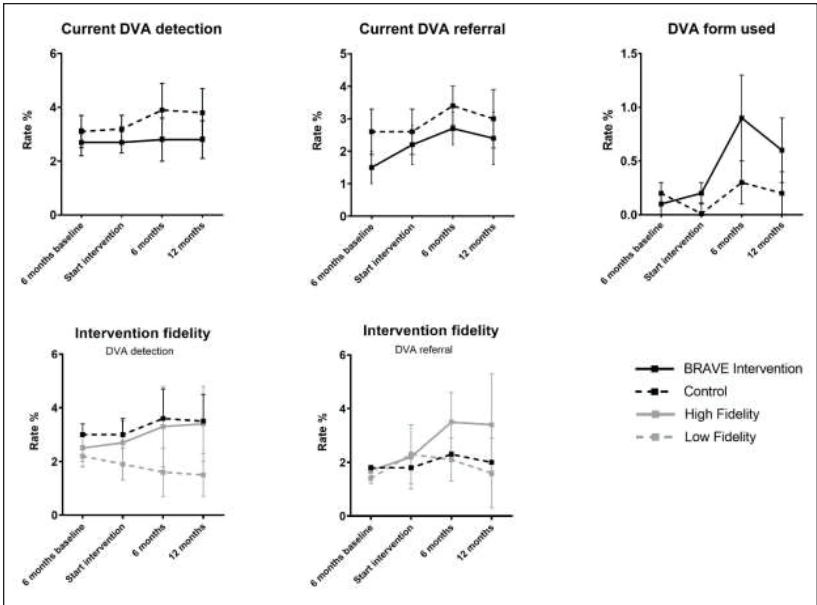 Current DVA detection
Rate %
6
4
2
0
6 months baseline
Start intervention
6 months
12 months
Current DVA referral
Rate %
5
4
3
2
1
0
6 months baseline
Start intervention
6 months
12 months
DVA form used
Rate %
1.5
1.0
0.5
0.0
6 months baseline
Start intervention
6 months
12 months
Intervention fidelity
DVA detection
Rate %
6
4
2
0
6 months baseline
Start intervention
6 months
12 months
Intervention fidelity
DVA referral
Rate %
6
4
2
0
6 months baseline
Start intervention
6 months
12 months
BRAVE Intervention
Control
High Fidelity
Low Fidelity